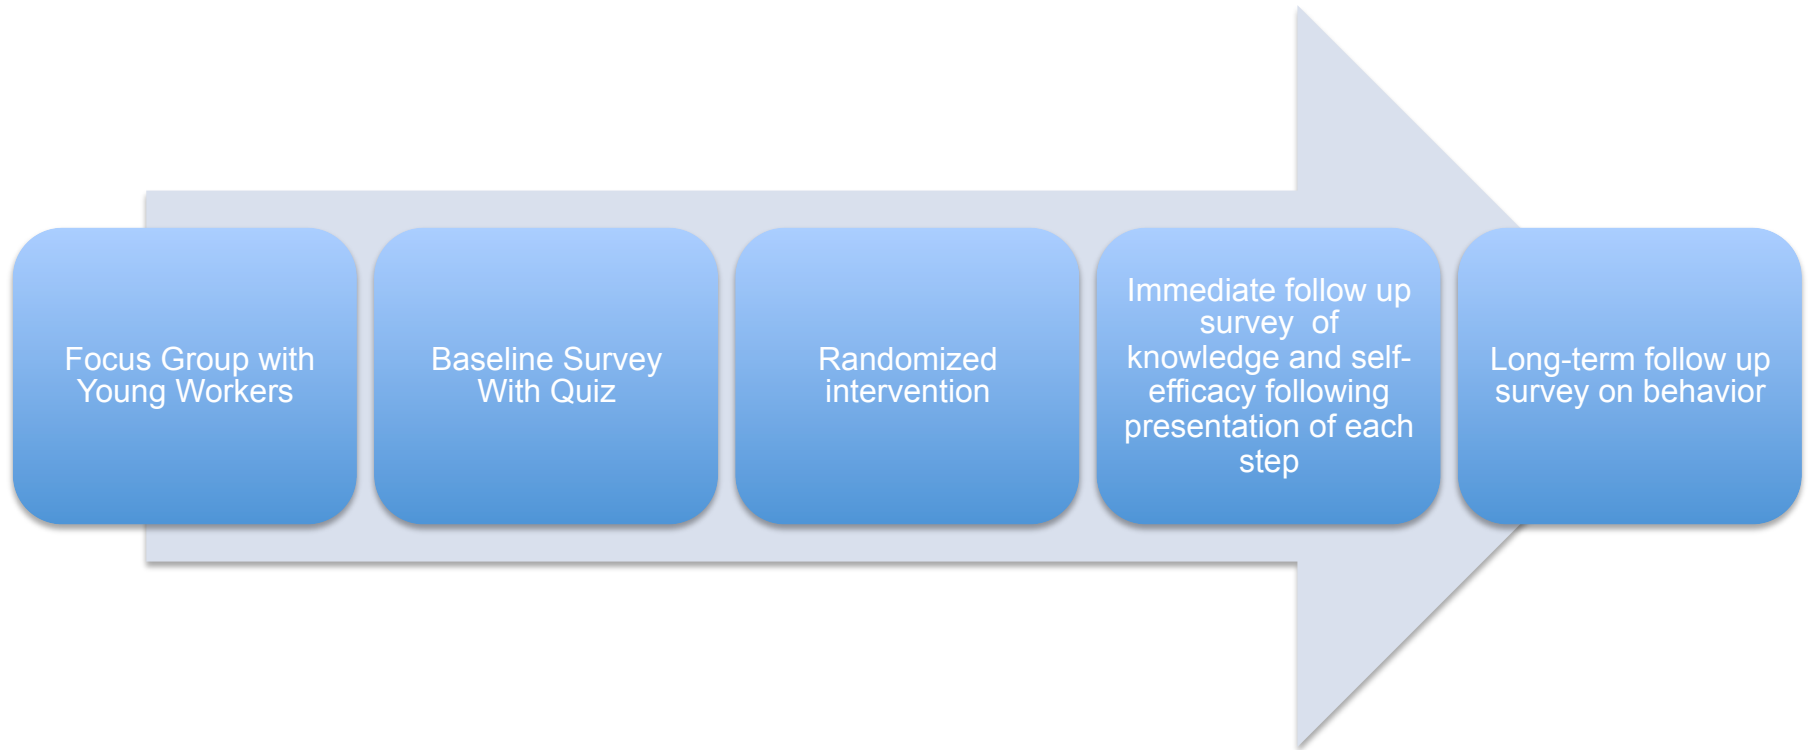 Focus Group with
Young Workers
Baseline Survey
With Quiz
Randomized
intervention
Immediate follow up
survey  of
knowledge and self-
efficacy following
presentation of each
step
Long-term follow up
survey on behavior